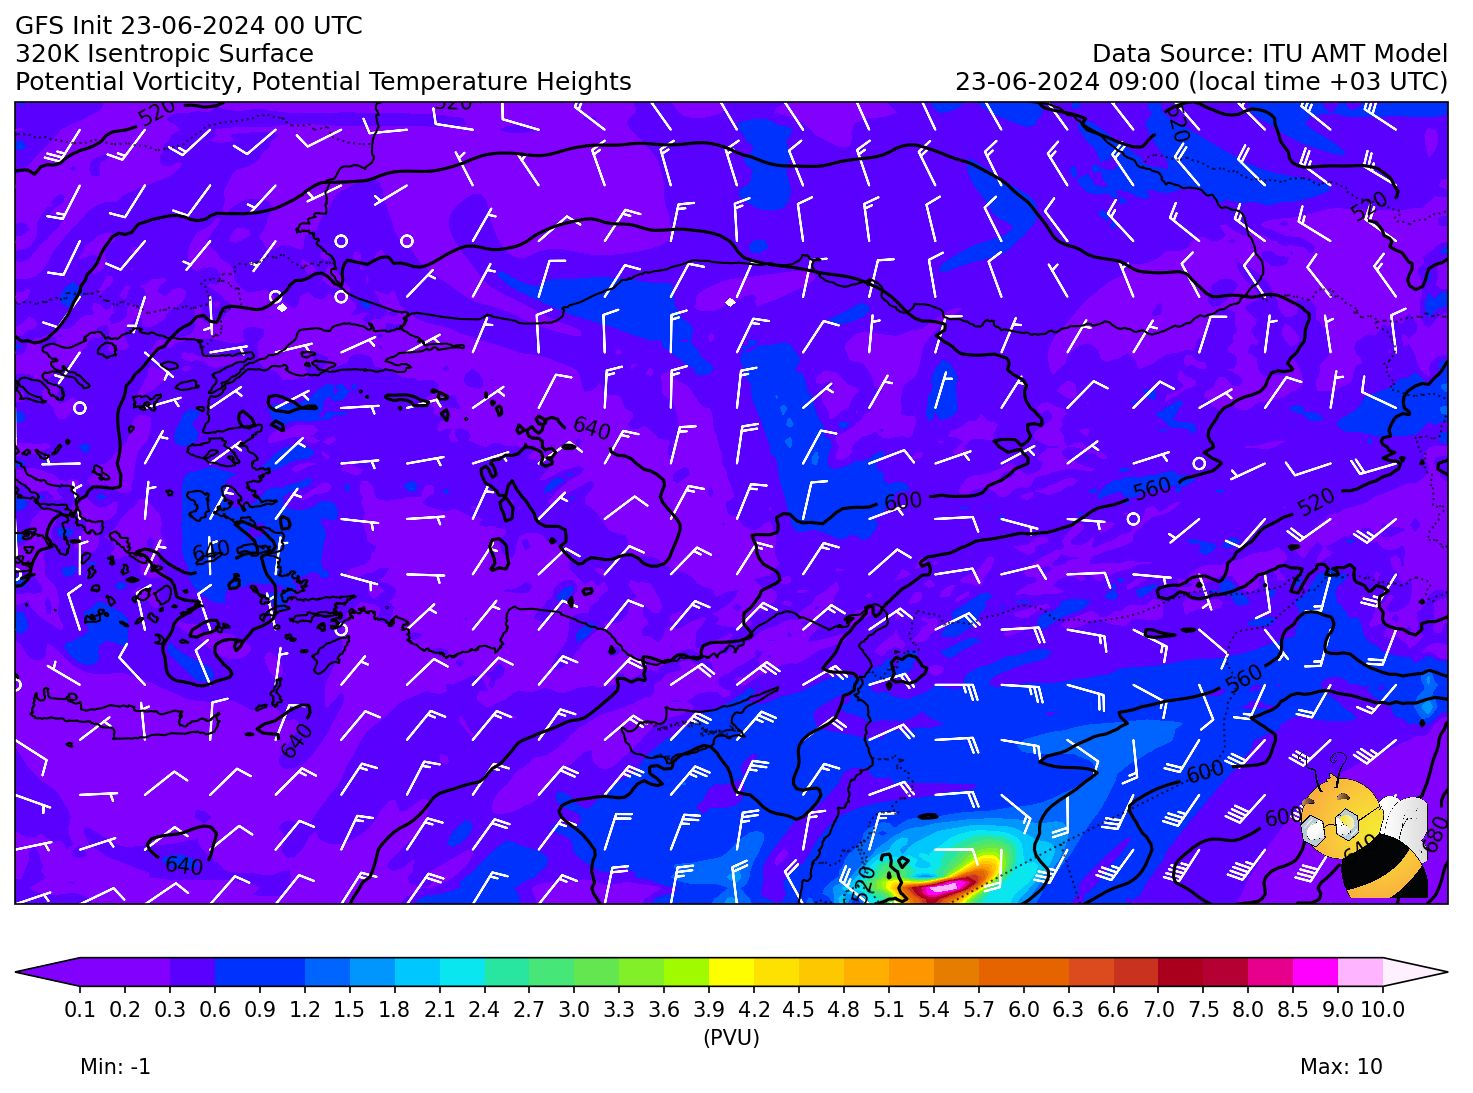 GFS Init 23-06-2024 00 UTC
320K Isentropic Surface
Data Source: ITU AMT Model
Potential Vorticity, Potential Temperature Heights
23-06-2024 09:00 (local time +03 UTC)
520
520
520
520
640
600
560
520
640
560
640
600
600
640
680
640
520
0.1 0.2 0.3 0.6 0.9 1.2 1.5 1.8 2.1 2.4 2.7 3.0 3.3 3.6 3.9 4.2 4.5 4.8 5.1 5.4 5.7 6.0 6.3 6.6 7.0 7.5 8.0 8.5 9.0 10.0
(PVU)
Min: -1
Max: 10